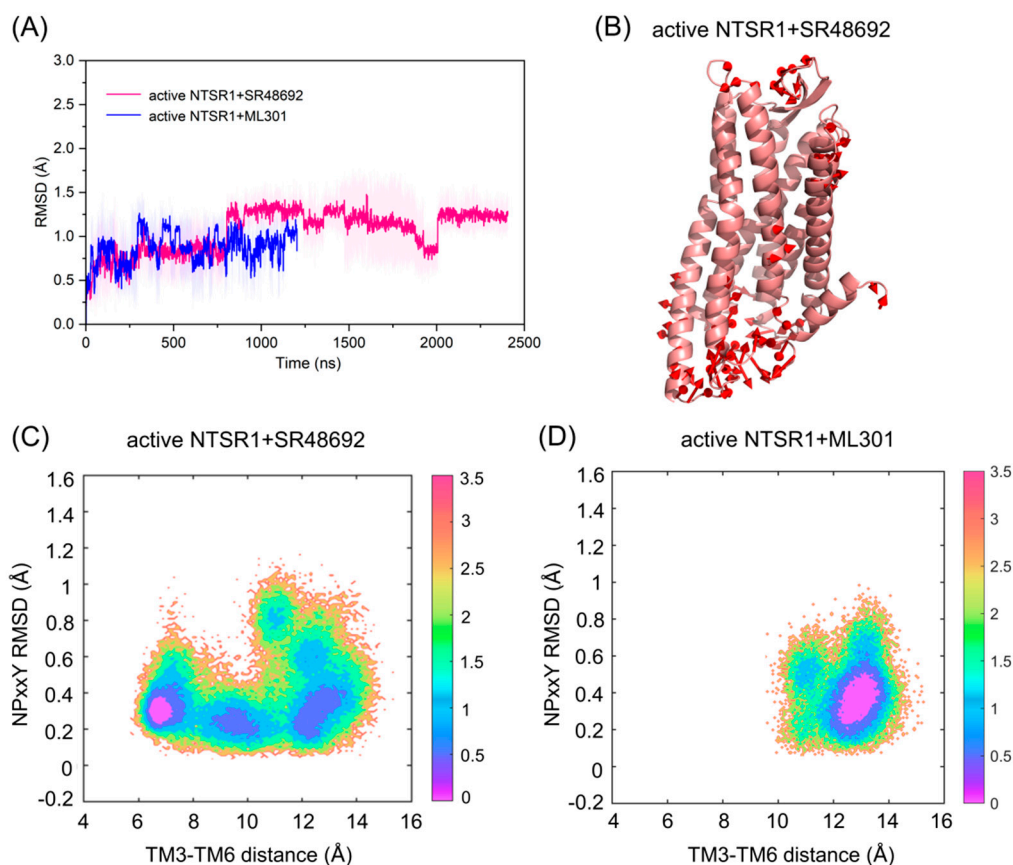 (A)
3.0
2.5
2.0
1.5
1.0
0.5
0.0
RMSD (Å)
active NTSR1+SR48692
active NTSR1+ML301
0 500 1000 1500 2000 2500
Time (ns)
(B) active NTSR1+SR48692
(C) active NTSR1+SR48692
1.6
1.4
1.2
1
0.8
0.6
0.4
0.2
0
-0.2
NPxxY RMSD (Å)
4 6 8 10 12 14 16
TM3-TM6 distance (Å)
3.5
3
2.5
2
1.5
1
0.5
0
(D) active NTSR1+ML301
1.6
1.4
1.2
1
0.8
0.6
0.4
0.2
0
-0.2
NPxxY RMSD (Å)
4 6 8 10 12 14 16
TM3-TM6 distance (Å)
3.5
3
2.5
2
1.5
1
0.5
0